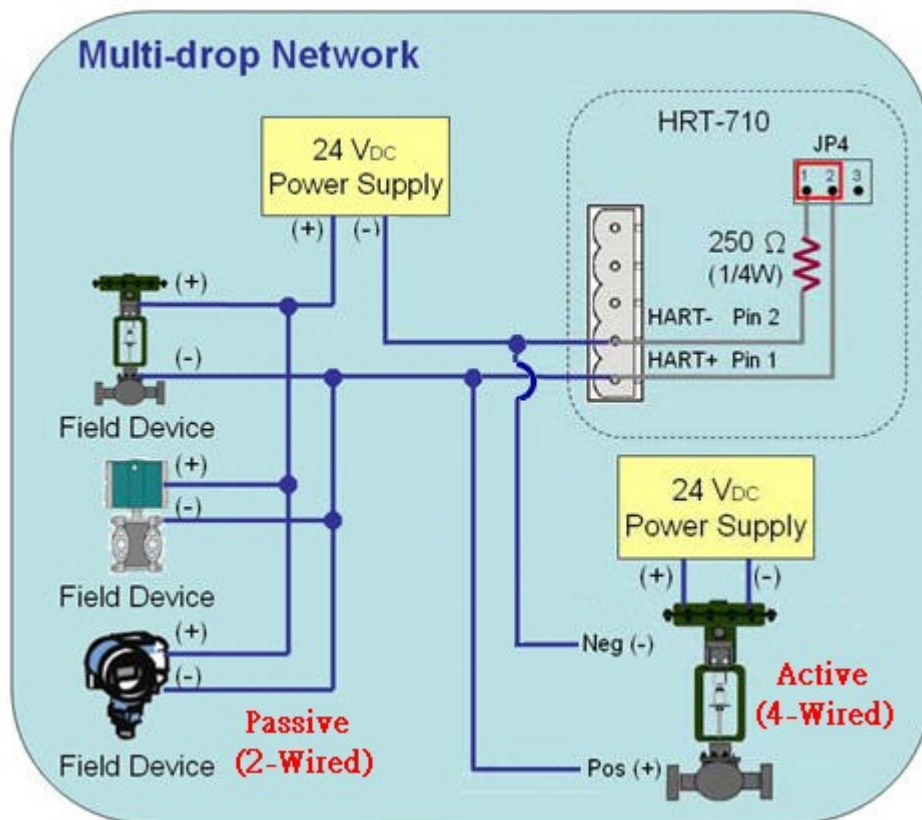 Multi-drop Network
HRT-710
JP4
1 2 3
24 VDC
Power Supply
(+) (-)
250 Ω
(1/4W)
HART- Pin 2
HART+ Pin 1
(+)
(-)
Field Device
(+)
(-)
Field Device
(+)
(-)
Field Device
Passive
(2-Wired)
24 VDC
Power Supply
(+) (-)
Neg (-)
Active
(4-Wired)
Pos (+)